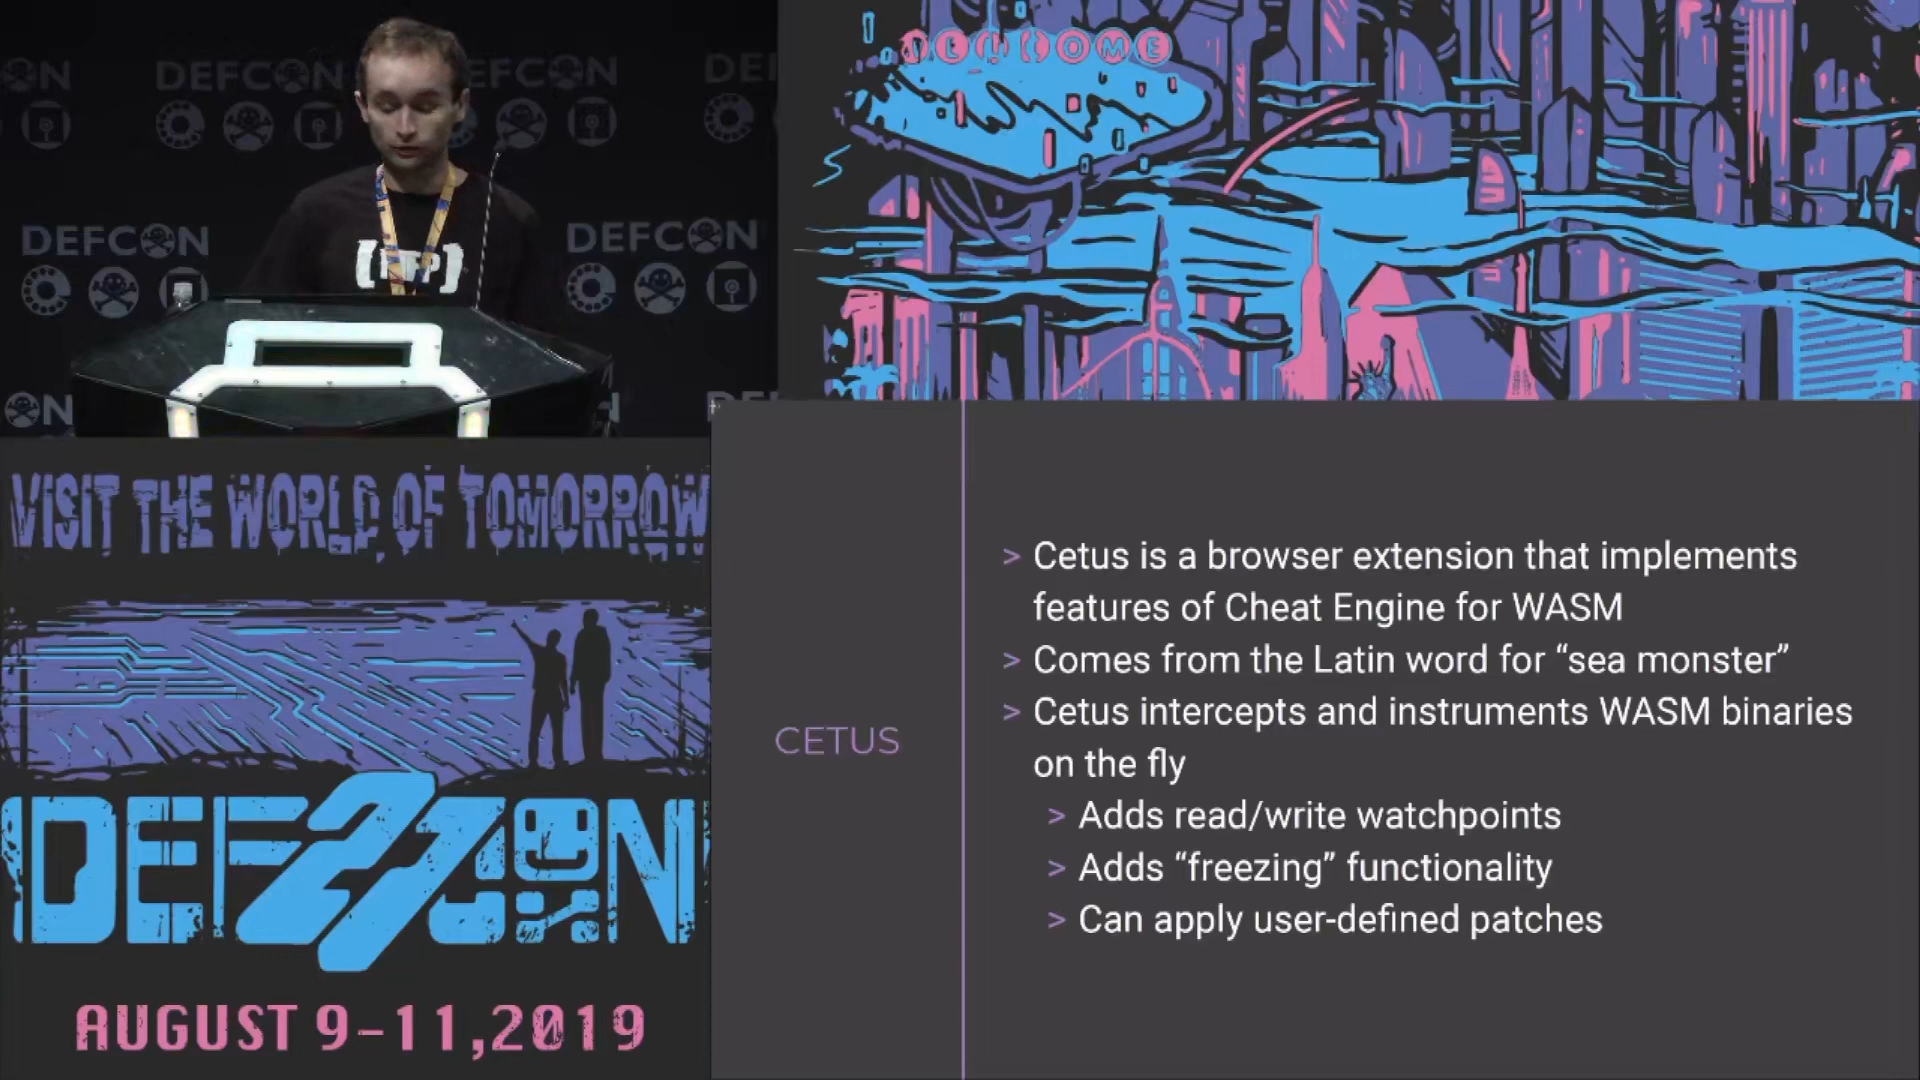 DEFCON
DEFCON
DEFCON
DEFCON
WELCOME
VISIT THE WORLD OF TOMORROW
DEF27CON
AUGUST 9-11,2019
CETUS
> Cetus is a browser extension that implements
features of Cheat Engine for WASM
> Comes from the Latin word for “sea monster”
> Cetus intercepts and instruments WASM binaries
on the fly
> Adds read/write watchpoints
> Adds “freezing” functionality
> Can apply user-defined patches